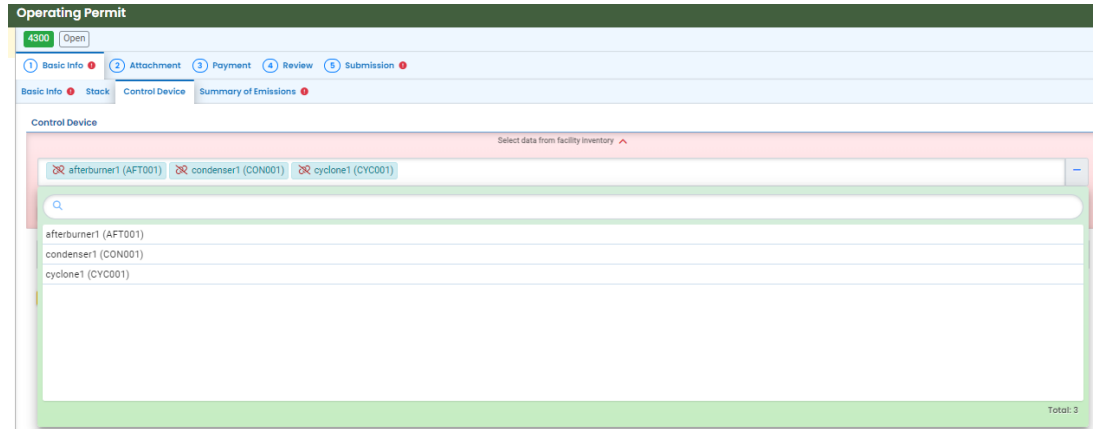 Operating Permit
4300 Open
1 Basic Info 2 Attachment 3 Payment 4 Review 5 Submission
Basic Info Stack Control Device Summary of Emissions
Control Device
Select data from facility inventory
afterburner1 (AFT001) condenser1 (CON001) cyclone1 (CYC001)
afterburner1 (AFT001)
condenser1 (CON001)
cyclone1 (CYC001)
Total: 3